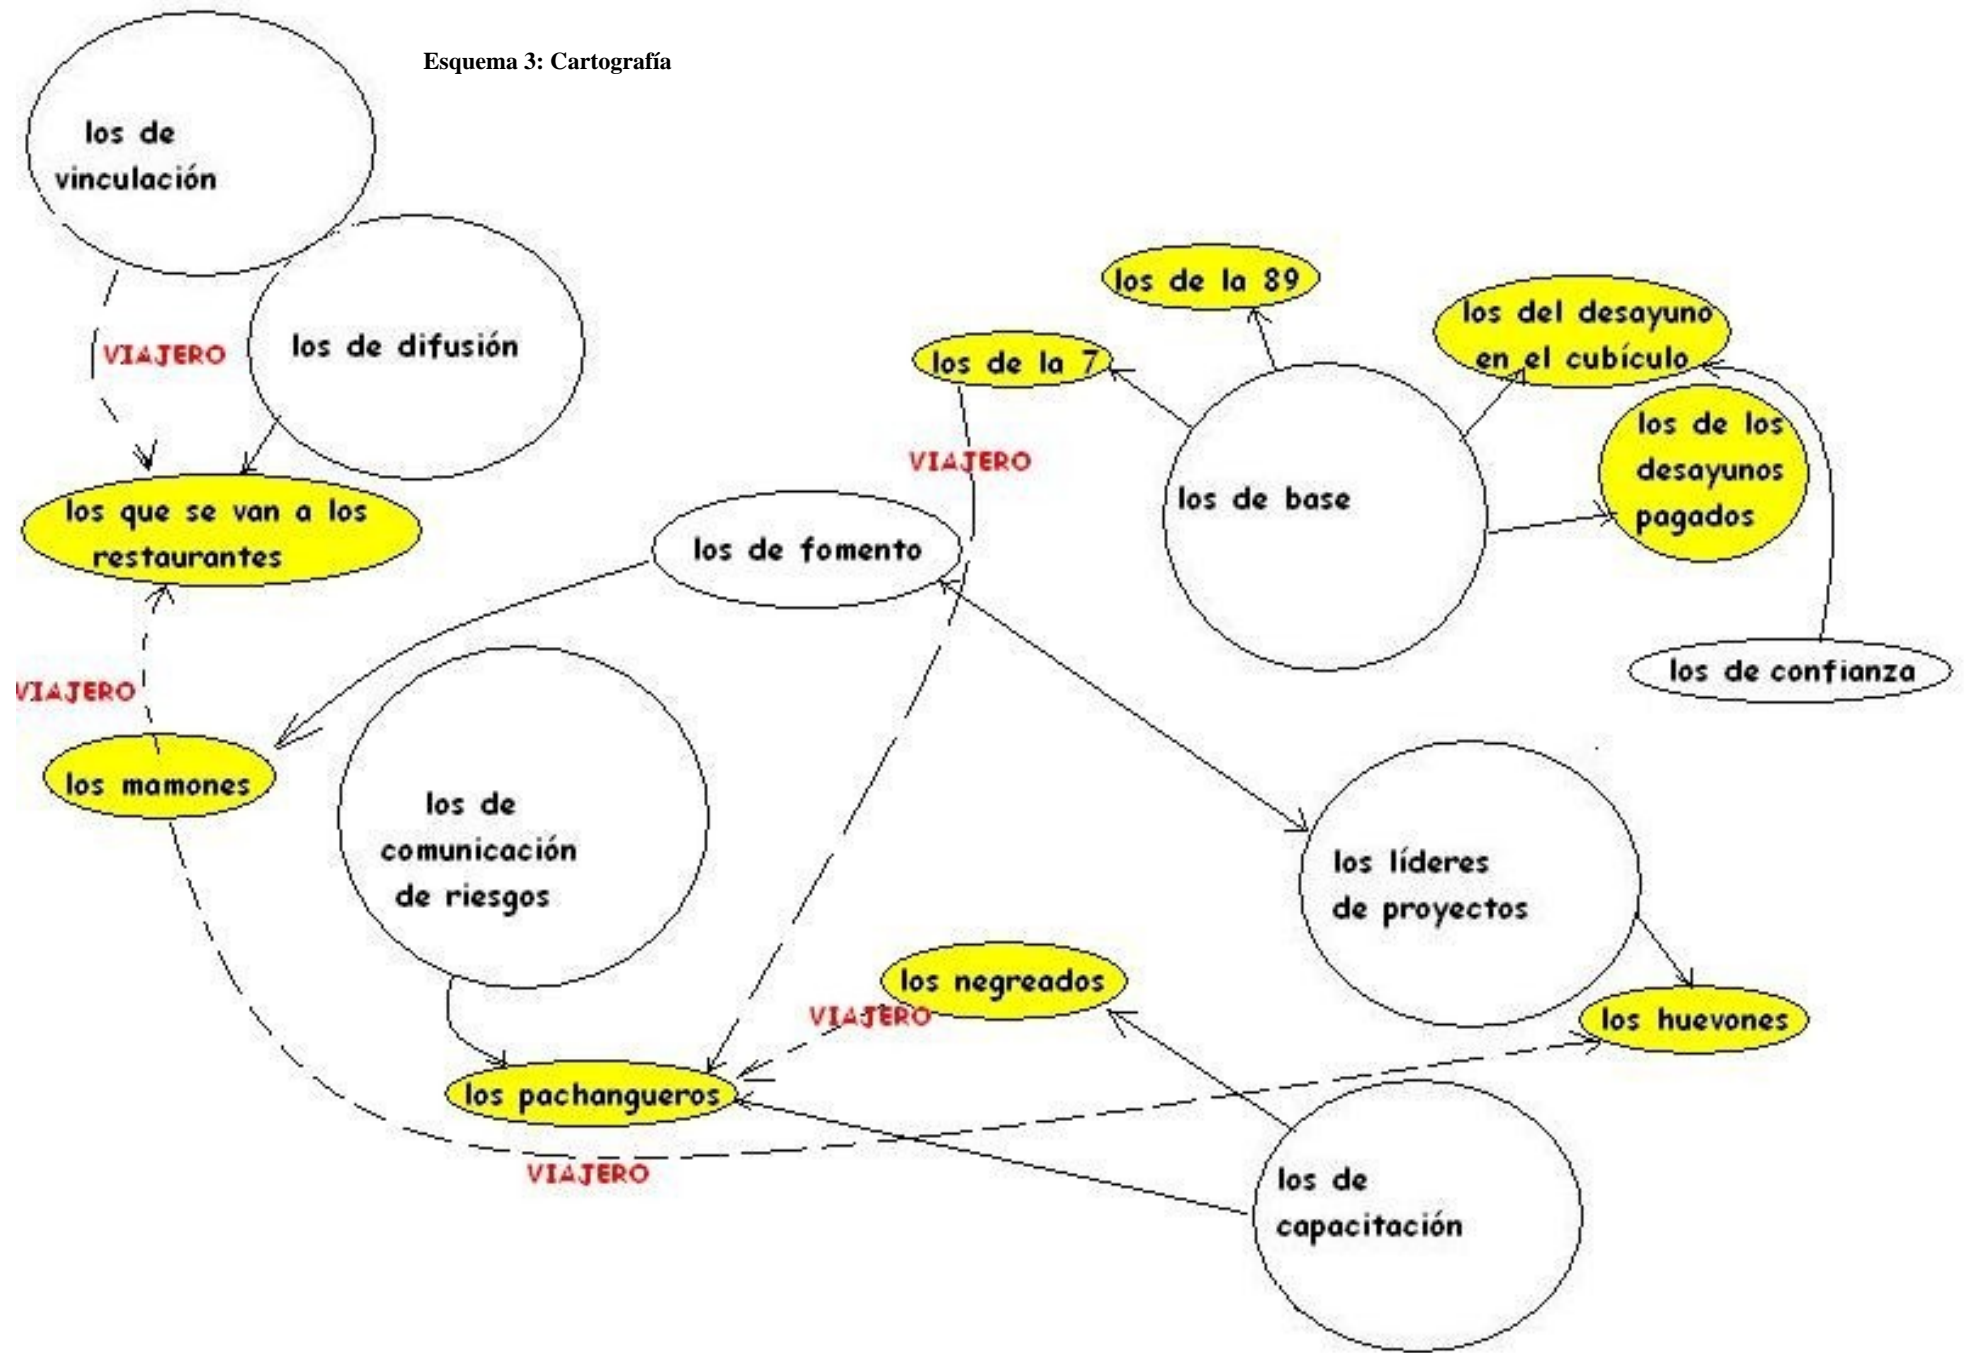 Esquema 3: Cartografía
los de
vinculación
los de difusión
VIAJERO
los que se van a los
restaurantes
los de la 89
los de la 7
los del desayuno
en el cubículo
los de los
desayunos
pagados
VIAJERO
los de base
los de fomento
los de confianza
VIAJERO
los mamones
los de
comunicación
de riesgos
los líderes
de proyectos
los negreados
VIAJERO
los huevones
los pachangueros
VIAJERO
los de
capacitación